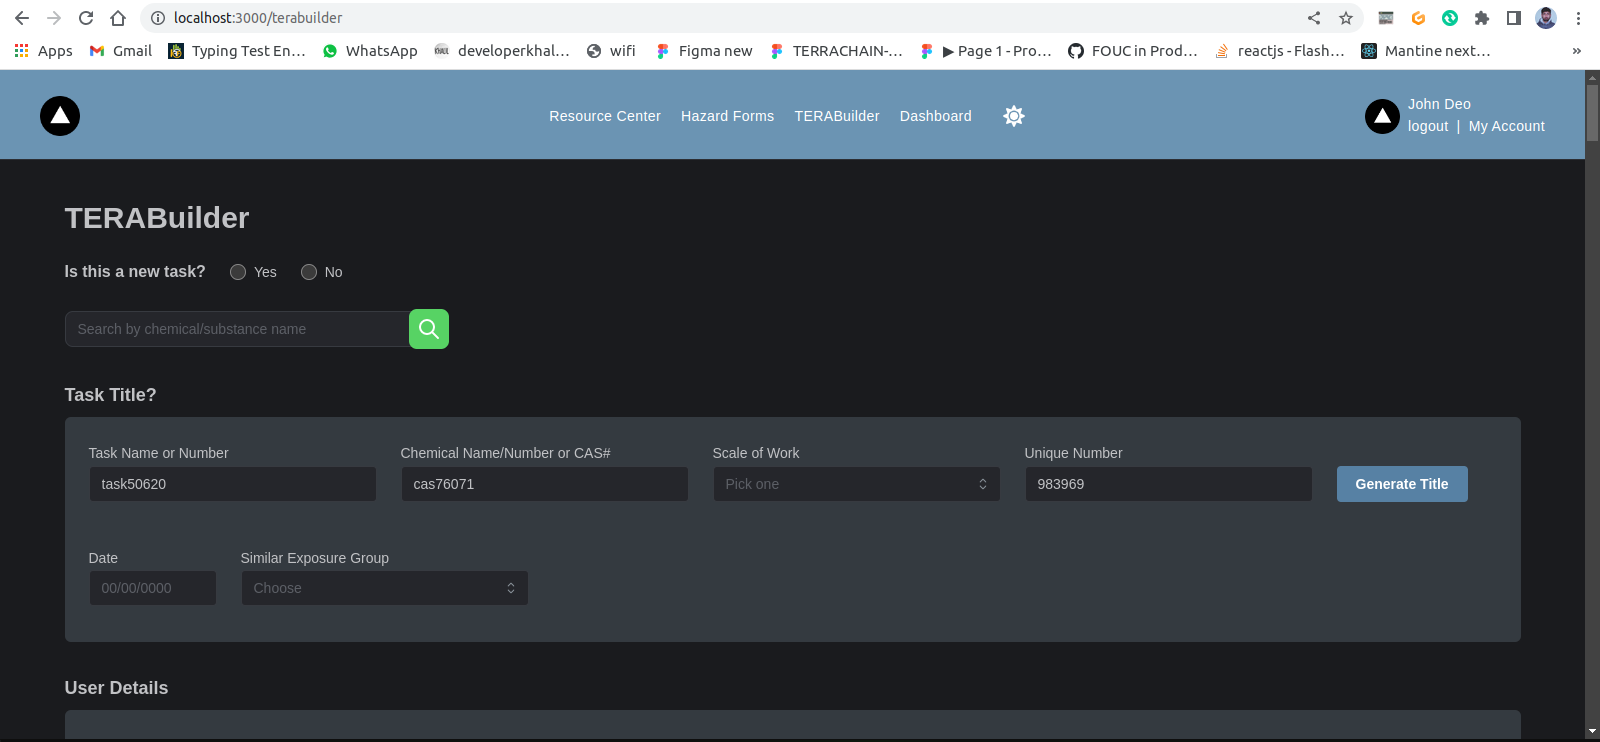 localhost:3000/terabuilder
Apps Gmail Typing Test En... WhatsApp developerkhal... wifi Figma new TERRACHAIN-... ▶ Page 1 - Pro... FOUC in Prod... reactjs - Flash... Mantine next... »
Resource Center Hazard Forms TERABuilder Dashboard
John Deo
logout | My Account
TERABuilder
Is this a new task? Yes No
Search by chemical/substance name
Task Title?
Task Name or Number Chemical Name/Number or CAS# Scale of Work Unique Number
task50620 cas76071 Pick one 983969 Generate Title
Date Similar Exposure Group
00/00/0000 Choose
User Details